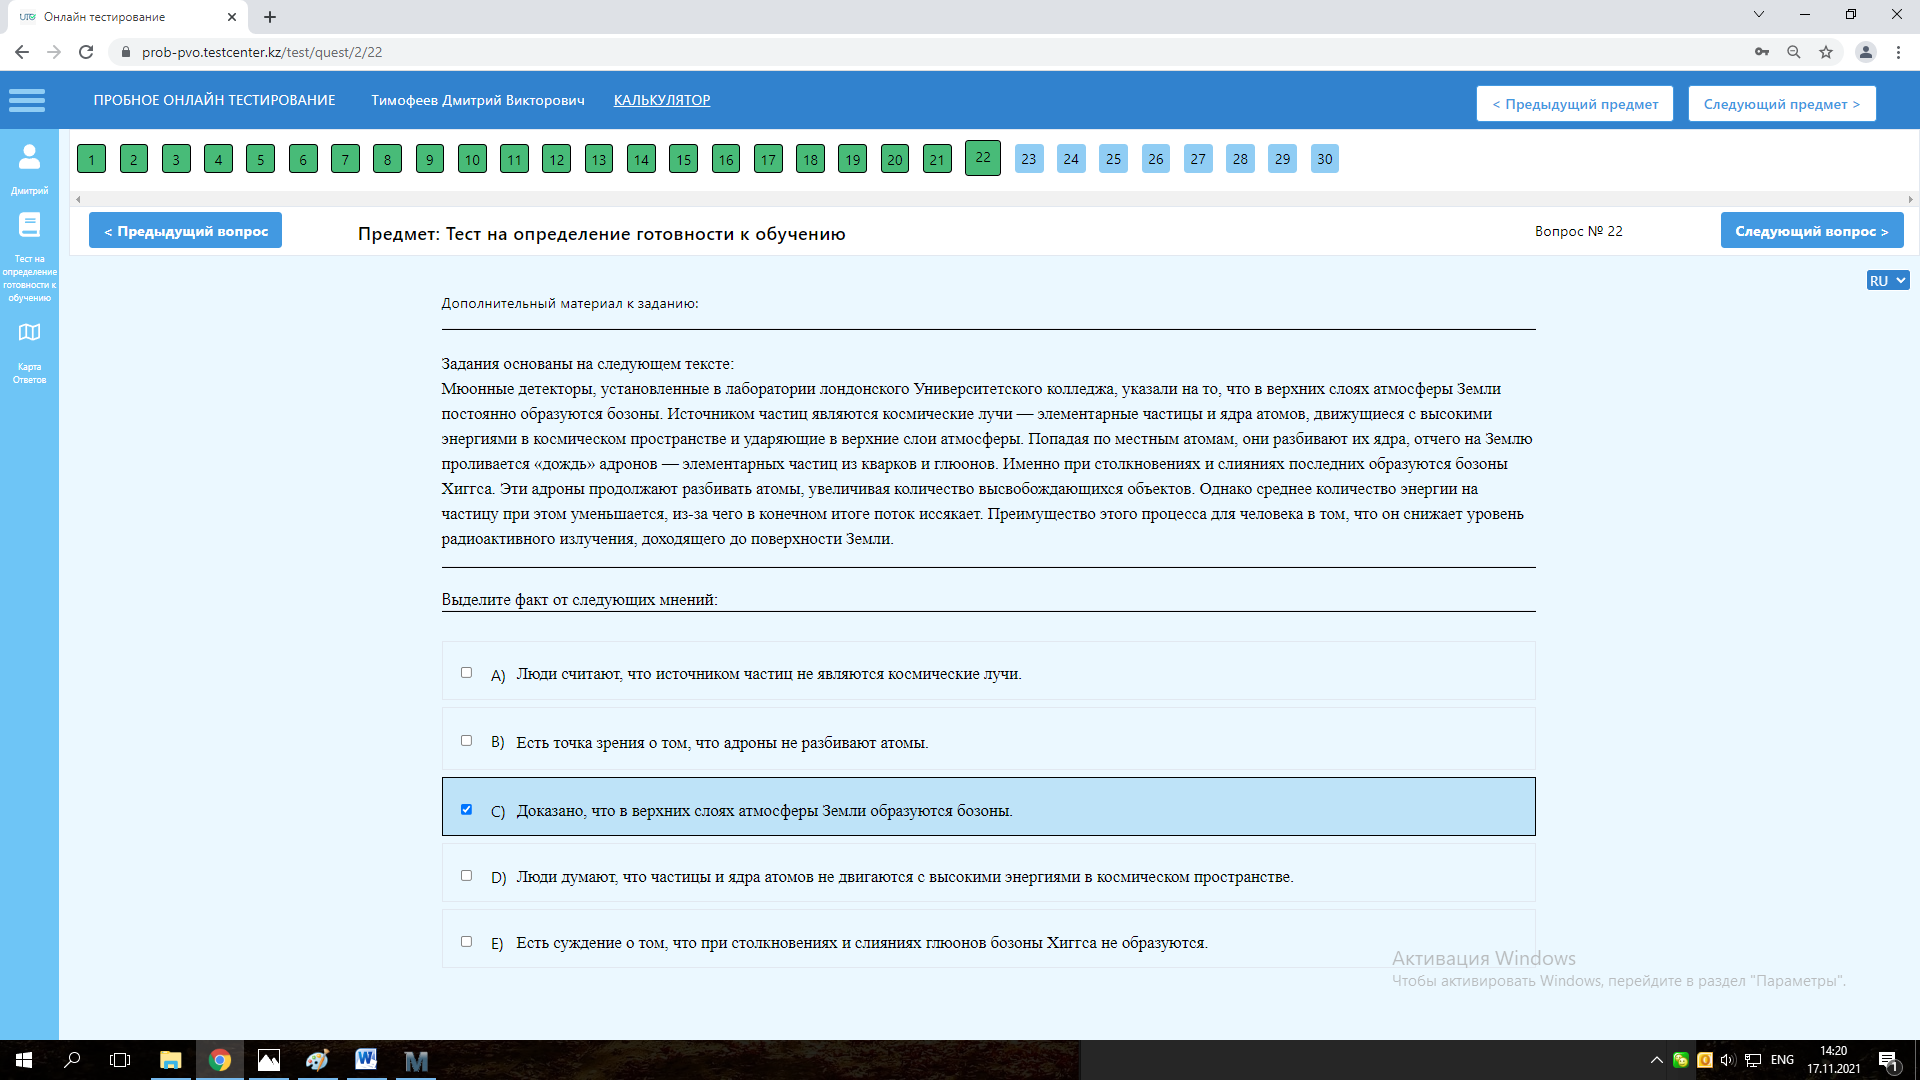 Онлайн тестирование
prob-pvo.testcenter.kz/test/quest/2/22
ПРОБНОЕ ОНЛАЙН ТЕСТИРОВАНИЕ
Тимофеев Дмитрий Викторович
КАЛЬКУЛЯТОР
< Предыдущий предмет
Следующий предмет >
1 2 3 4 5 6 7 8 9 10 11 12 13 14 15 16 17 18 19 20 21 22 23 24 25 26 27 28 29 30
Дмитрий
Тест на
определение
готовности к
обучению
Карта
Ответов
< Предыдущий вопрос
Предмет: Тест на определение готовности к обучению
Вопрос № 22
Следующий вопрос >
RU
Дополнительный материал к заданию:
Задания основаны на следующем тексте:
Мюонные детекторы, установленные в лаборатории лондонского Университетского колледжа, указали на то, что в верхних слоях атмосферы Земли
постоянно образуются бозоны. Источником частиц являются космические лучи — элементарные частицы и ядра атомов, движущиеся с высокими
энергиями в космическом пространстве и ударяющие в верхние слои атмосферы. Попадая по местным атомам, они разбивают их ядра, отчего на Землю
проливается «дождь» адронов — элементарных частиц из кварков и глюонов. Именно при столкновениях и слияниях последних образуются бозоны
Хиггса. Эти адроны продолжают разбивать атомы, увеличивая количество высвобождающихся объектов. Однако среднее количество энергии на
частицу при этом уменьшается, из-за чего в конечном итоге поток иссякает. Преимущество этого процесса для человека в том, что он снижает уровень
радиоактивного излучения, доходящего до поверхности Земли.
Выделите факт от следующих мнений:
A) Люди считают, что источником частиц не являются космические лучи.
B) Есть точка зрения о том, что адроны не разбивают атомы.
C) Доказано, что в верхних слоях атмосферы Земли образуются бозоны.
D) Люди думают, что частицы и ядра атомов не двигаются с высокими энергиями в космическом пространстве.
E) Есть суждение о том, что при столкновениях и слияниях глюонов бозоны Хиггса не образуются.
Активация Windows
Чтобы активировать Windows, перейдите в раздел "Параметры".
ENG
14:20
17.11.2021
1